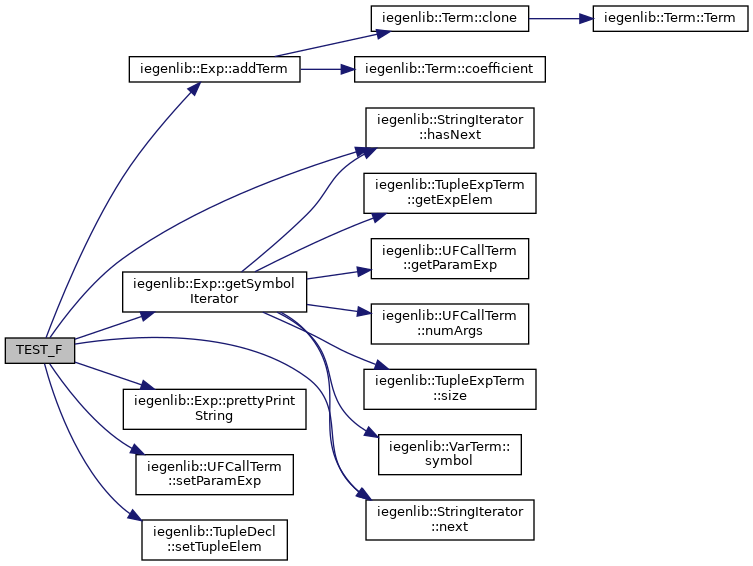 TEST_F
iegenlib::Exp::addTerm
iegenlib::Term::clone
iegenlib::Term::Term
iegenlib::Term::coefficient
iegenlib::StringIterator
::hasNext
iegenlib::TupleExpTerm
::getExpElem
iegenlib::Exp::getSymbol
Iterator
iegenlib::UFCallTerm
::getParamExp
iegenlib::UFCallTerm
::numArgs
iegenlib::TupleExpTerm
::size
iegenlib::Exp::prettyPrint
String
iegenlib::VarTerm::
symbol
iegenlib::UFCallTerm
::setParamExp
iegenlib::StringIterator
::next
iegenlib::TupleDecl
::setTupleElem